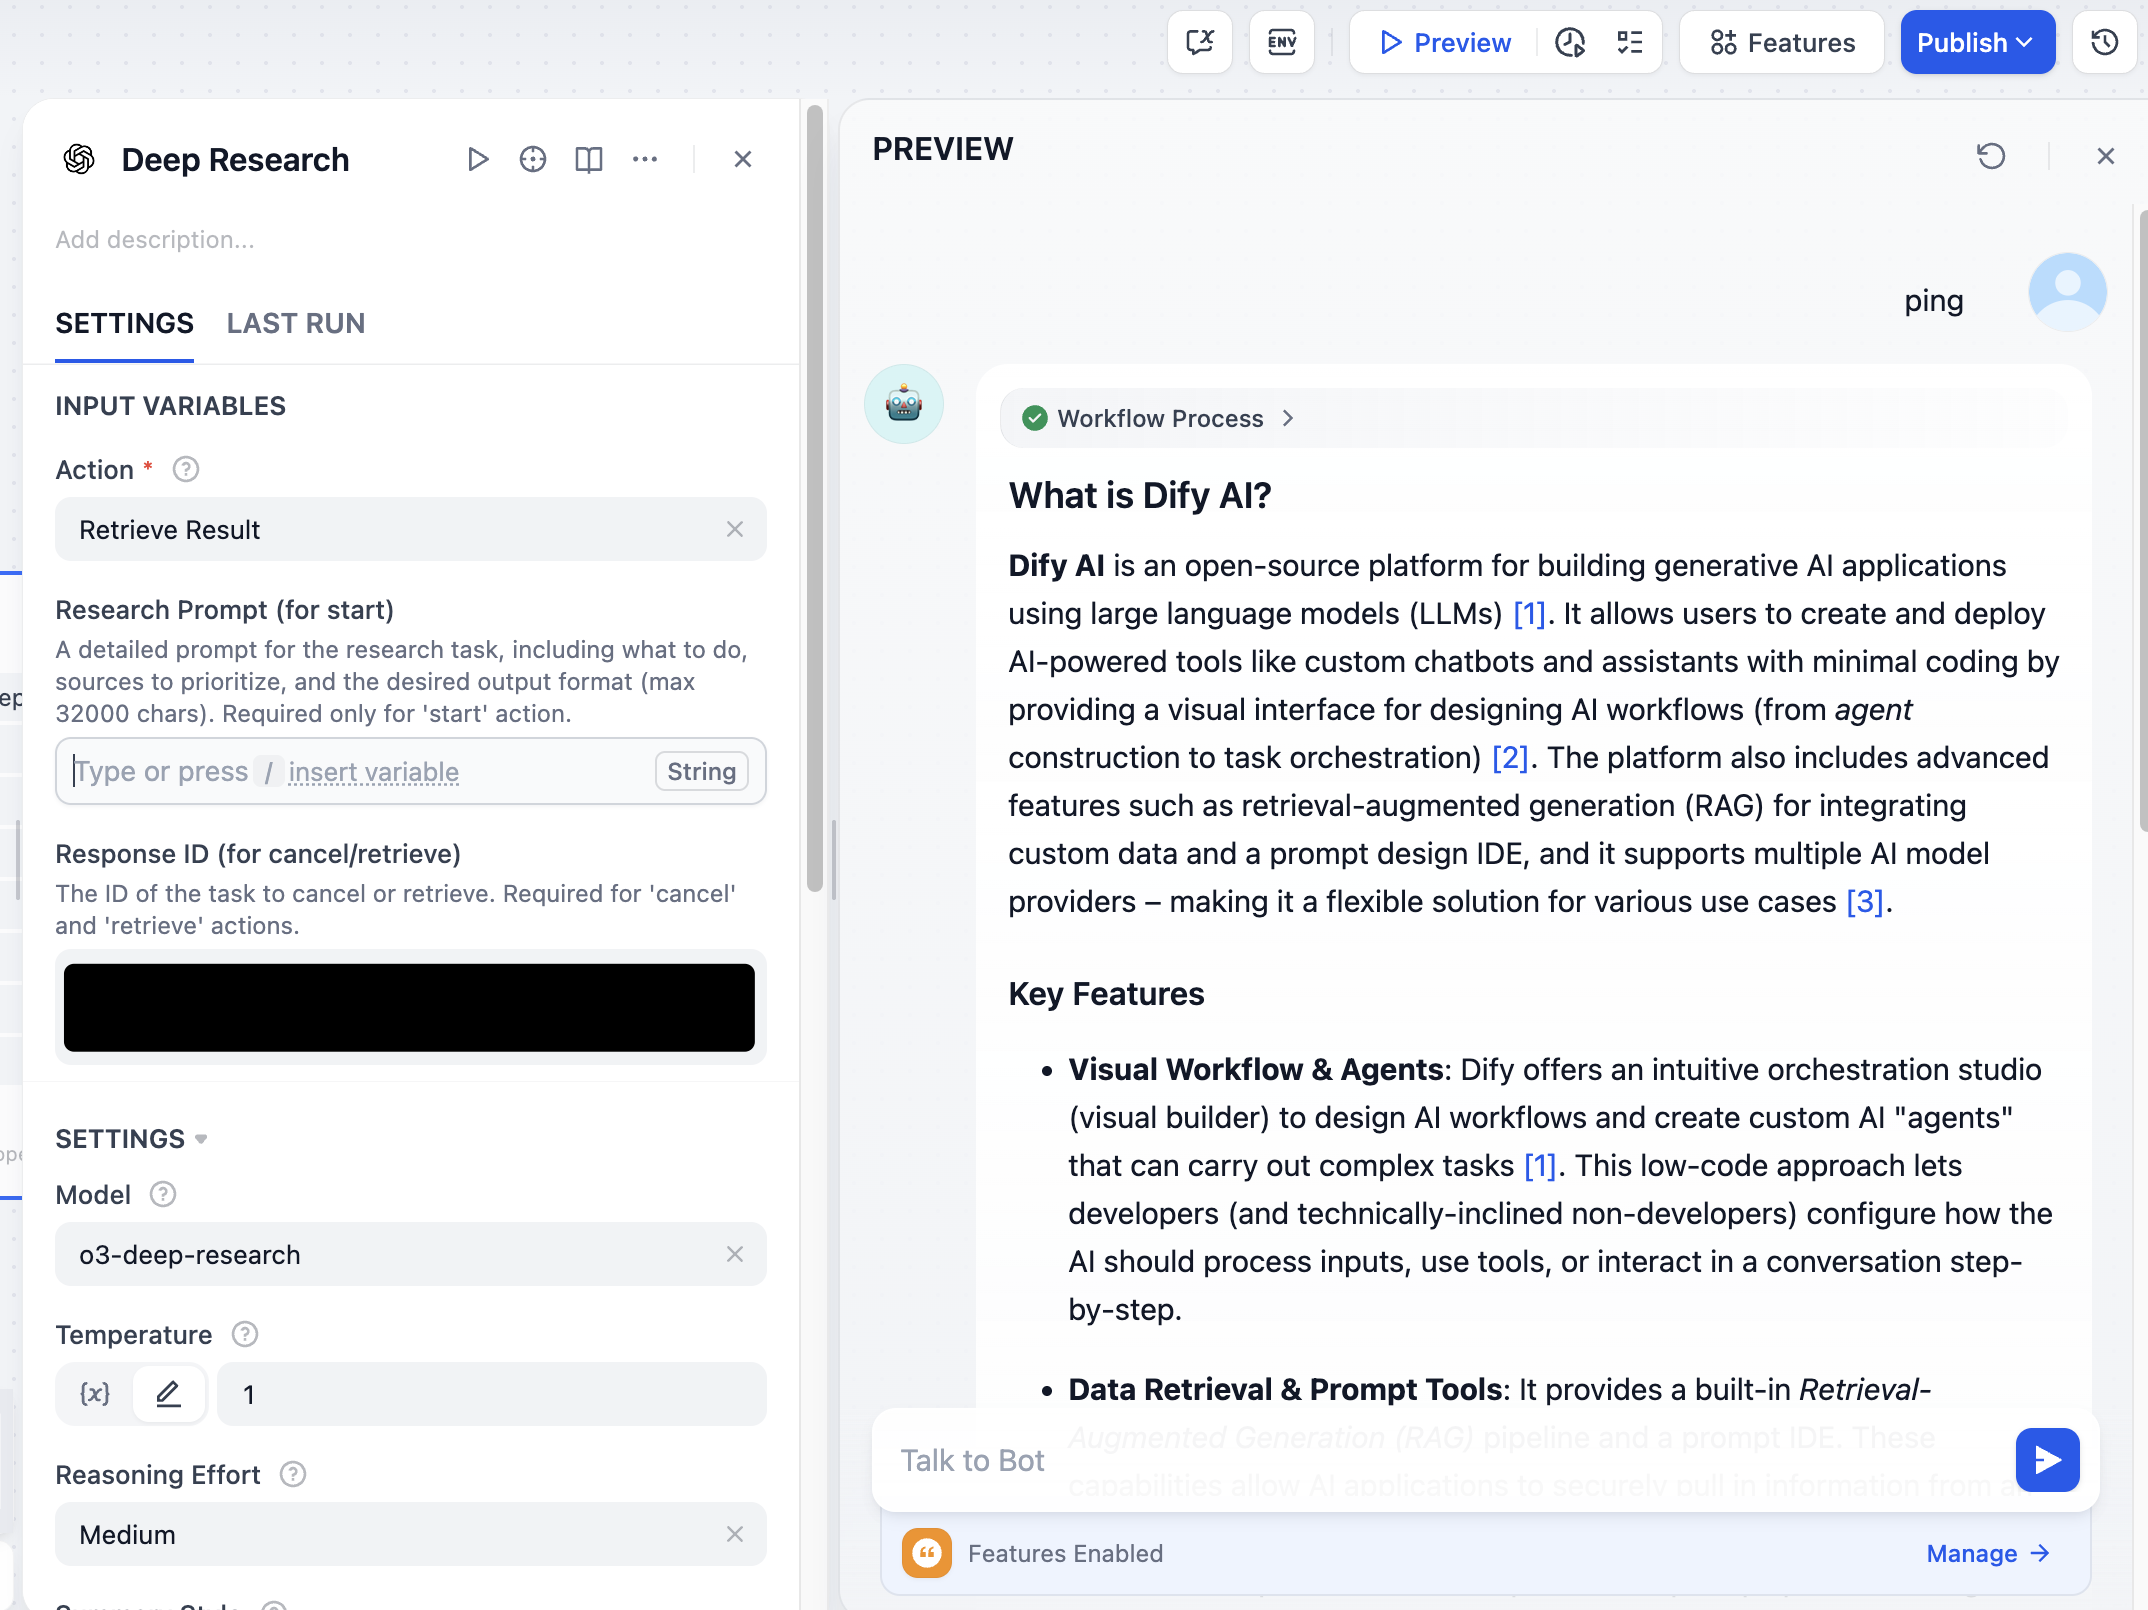 ENV
Preview
Features
Publish
Deep Research
Add description...
SETTINGS LAST RUN
INPUT VARIABLES
Action *
Retrieve Result
Research Prompt (for start)
A detailed prompt for the research task, including what to do,
sources to prioritize, and the desired output format (max
32000 chars). Required only for 'start' action.
Type or press / insert variable String
Response ID (for cancel/retrieve)
The ID of the task to cancel or retrieve. Required for 'cancel'
and 'retrieve' actions.
SETTINGS
Model
o3-deep-research
Temperature
{x} 1
Reasoning Effort
Medium
PREVIEW
ping
Workflow Process
What is Dify AI?
Dify AI is an open-source platform for building generative AI applications
using large language models (LLMs) [1]. It allows users to create and deploy
AI-powered tools like custom chatbots and assistants with minimal coding by
providing a visual interface for designing AI workflows (from agent
construction to task orchestration) [2]. The platform also includes advanced
features such as retrieval-augmented generation (RAG) for integrating
custom data and a prompt design IDE, and it supports multiple AI model
providers – making it a flexible solution for various use cases [3].
Key Features
• Visual Workflow & Agents: Dify offers an intuitive orchestration studio
(visual builder) to design AI workflows and create custom AI "agents"
that can carry out complex tasks [1]. This low-code approach lets
developers (and technically-inclined non-developers) configure how the
AI should process inputs, use tools, or interact in a conversation step-
by-step.
• Data Retrieval & Prompt Tools: It provides a built-in Retrieval-
Augmented Generation (RAG) pipeline and a prompt IDE. These
capabilities allow AI applications to securely pull in information from
Talk to Bot
Features Enabled
Manage →